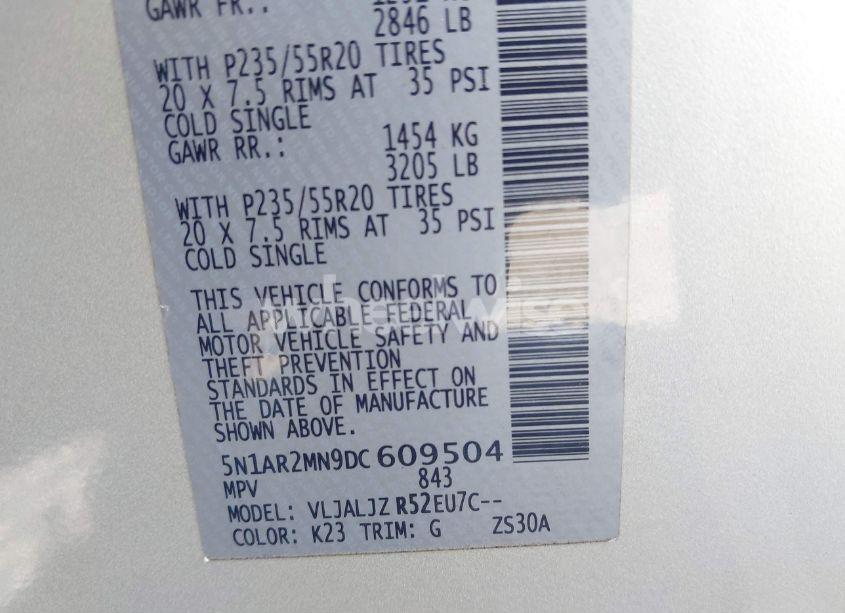 GAWR FR.:
2846 LB
WITH P235/55R20 TIRES
20 X 7.5 RIMS AT 35 PSI
COLD SINGLE
GAWR RR.: 1454 KG
3205 LB
WITH P235/55R20 TIRES
20 X 7.5 RIMS AT 35 PSI
COLD SINGLE
THIS VEHICLE CONFORMS TO
ALL APPLICABLE FEDERAL
MOTOR VEHICLE SAFETY AND
THEFT PREVENTION
STANDARDS IN EFFECT ON
THE DATE OF MANUFACTURE
SHOWN ABOVE.
5N1AR2MN9DC609504
MPV 843
MODEL: VLJALJZ R52EU7C--
COLOR: K23 TRIM: G ZS30A